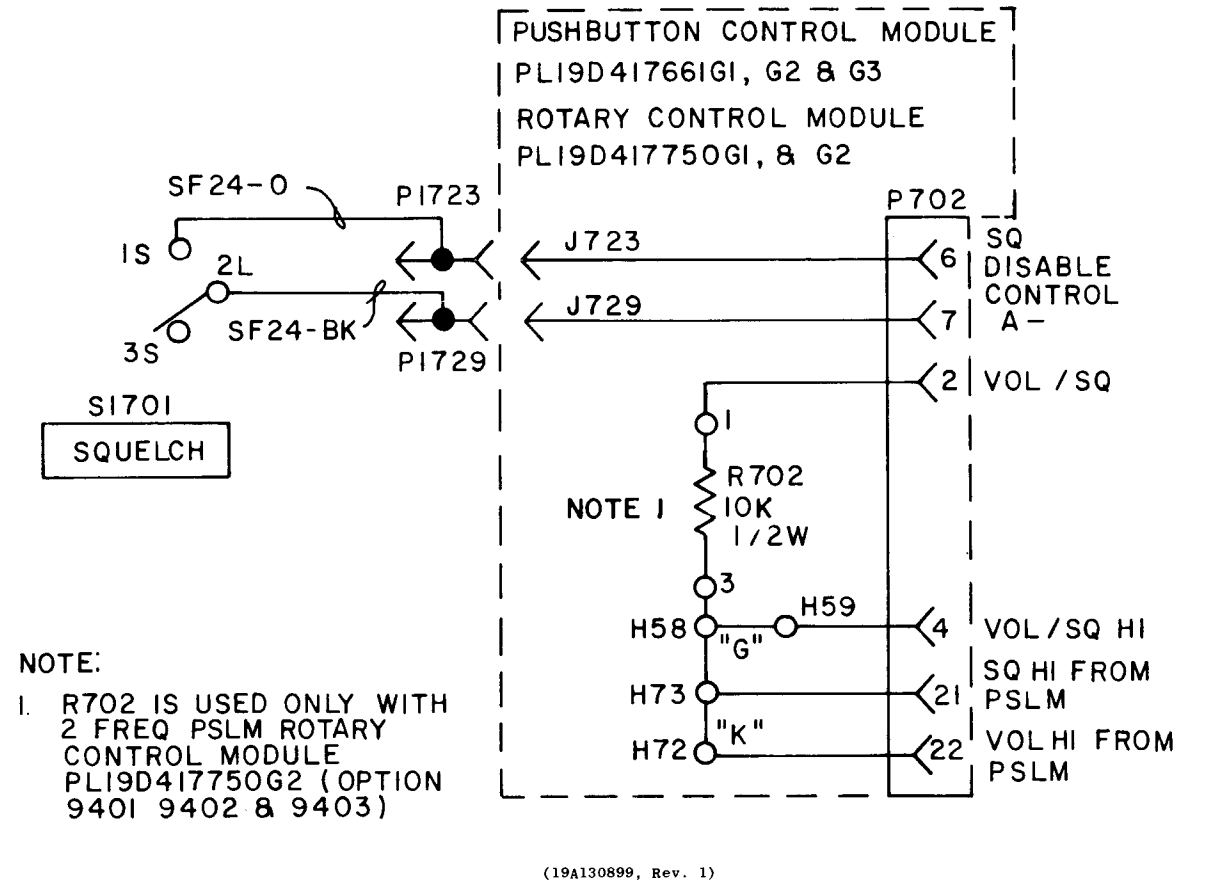 PUSHBUTTON CONTROL MODULE
PL19D417661G1, G2 & G3
ROTARY CONTROL MODULE
PL19D417750G1, & G2
SF24-O
P1723
P702
1S
2L
J723
6
SQ
DISABLE
CONTROL
A-
3S
SF24-BK
P1729
J729
7
2
VOL /SQ
S1701
SQUELCH
1
NOTE 1
R702
10K
1/2W
3
H58
"G"
H59
4
VOL/SQ HI
H73
21
SQ HI FROM
PSLM
"K"
H72
22
VOL HI FROM
PSLM
NOTE:
1. R702 IS USED ONLY WITH
2 FREQ PSLM ROTARY
CONTROL MODULE
PL19D417750G2 (OPTION
9401 9402 & 9403)
(19A130899, Rev. 1)